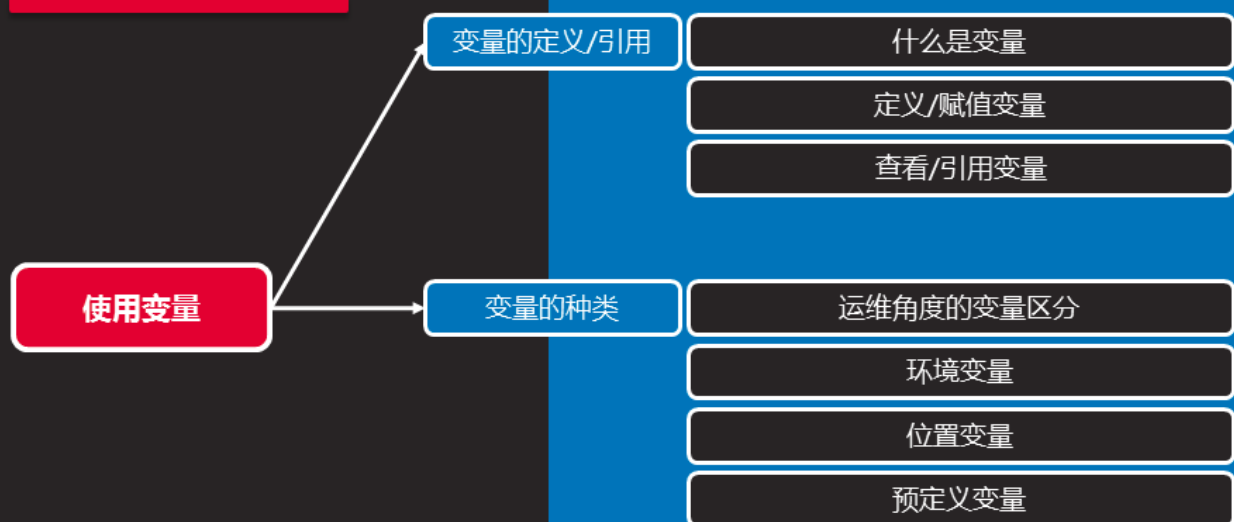 变量的定义/引用
什么是变量
定义/赋值变量
查看/引用变量
使用变量
变量的种类
运维角度的变量区分
环境变量
位置变量
预定义变量